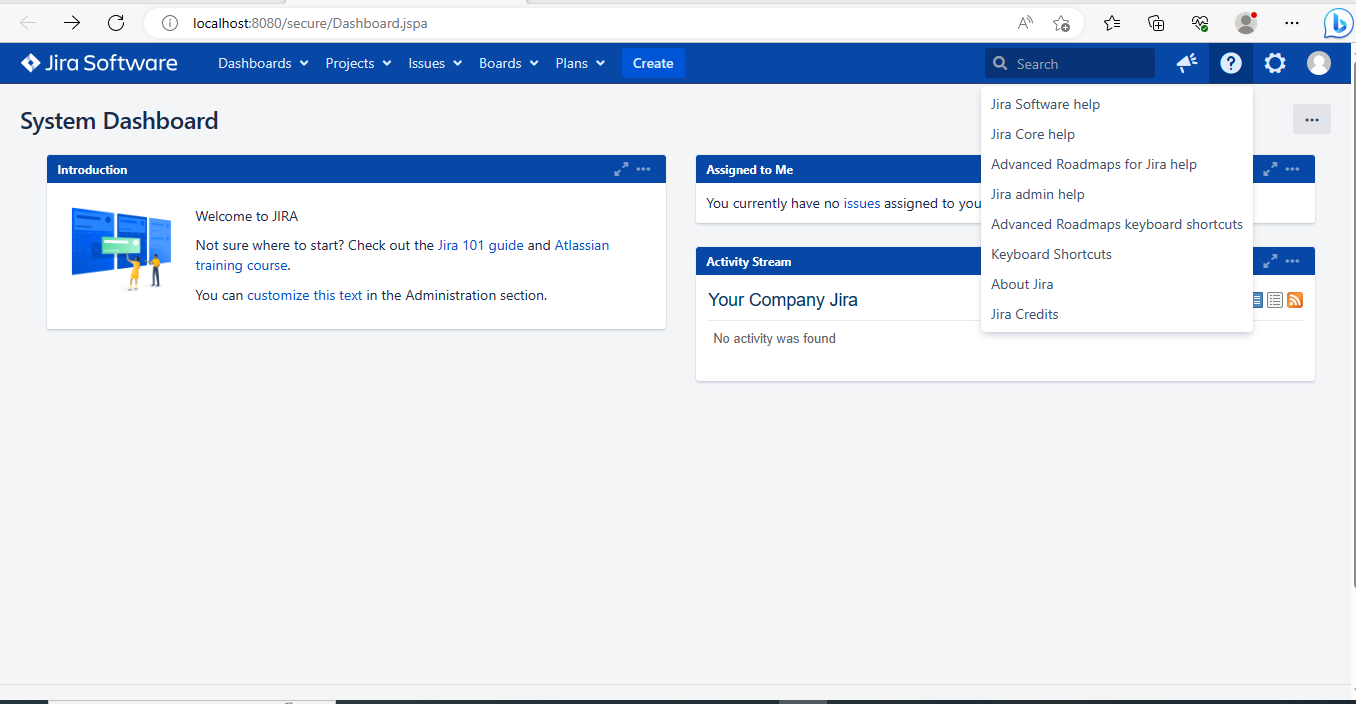 localhost:8080/secure/Dashboard.jspa
Jira Software Dashboards Projects Issues Boards Plans Create Search
System Dashboard
Introduction
Welcome to JIRA
Not sure where to start? Check out the Jira 101 guide and Atlassian
training course.
You can customize this text in the Administration section.
Assigned to Me
You currently have no issues assigned to you
Activity Stream
Your Company Jira
No activity was found
Jira Software help
Jira Core help
Advanced Roadmaps for Jira help
Jira admin help
Advanced Roadmaps keyboard shortcuts
Keyboard Shortcuts
About Jira
Jira Credits